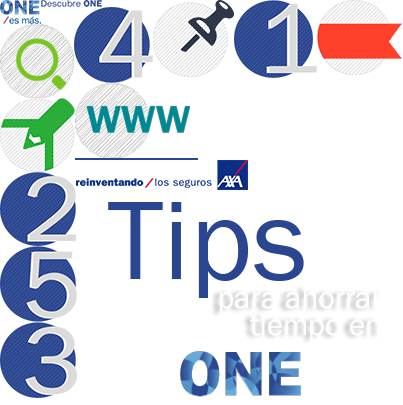 ONE Descubre ONE
/es más.
4
1
www
reinventando/los seguros AXA
2
Tips
5
para ahorrar
tiempo en
3
ONE